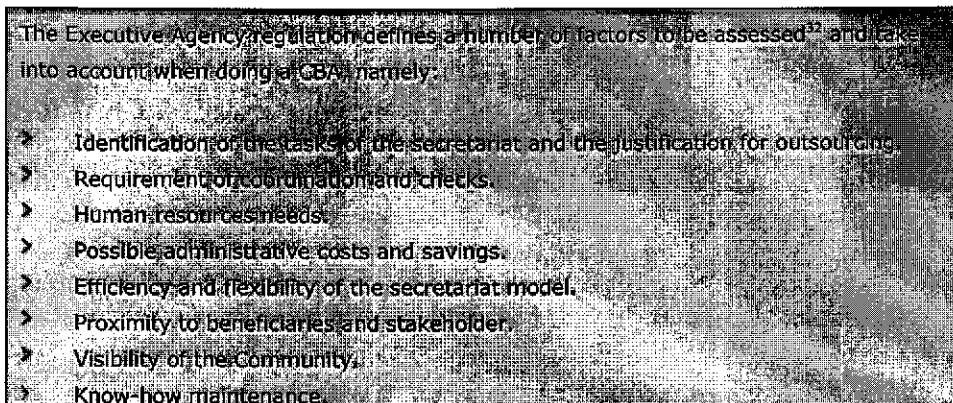 The Executive Agency regulation defines a number of factors to be assessed³² and take
into account when doing a CBA, namely:
> Identification of the tasks of the secretariat and the justification for outsourcing.
> Requirement of coordination and checks.
> Human resources needs.
> Possible administrative costs and savings.
> Efficiency and flexibility of the secretariat model.
> Proximity to beneficiaries and stakeholder.
> Visibility of the Community.
> Know-how maintenance.